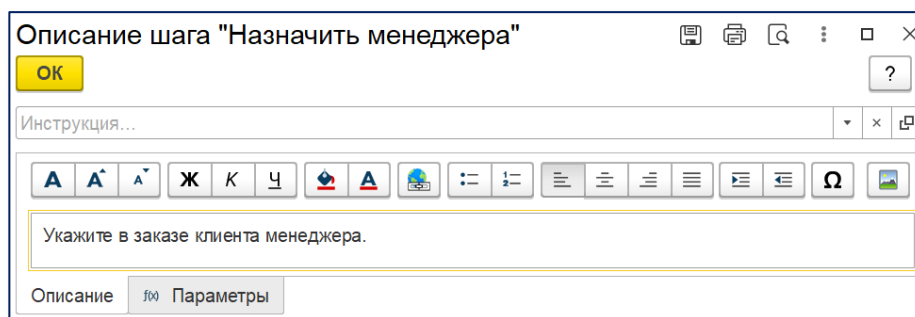 Описание шага "Назначить менеджера"
ОК
?
Инструкция...
A A A Ж К Ч A Ω
Укажите в заказе клиента менеджера.
Описание f(x) Параметры